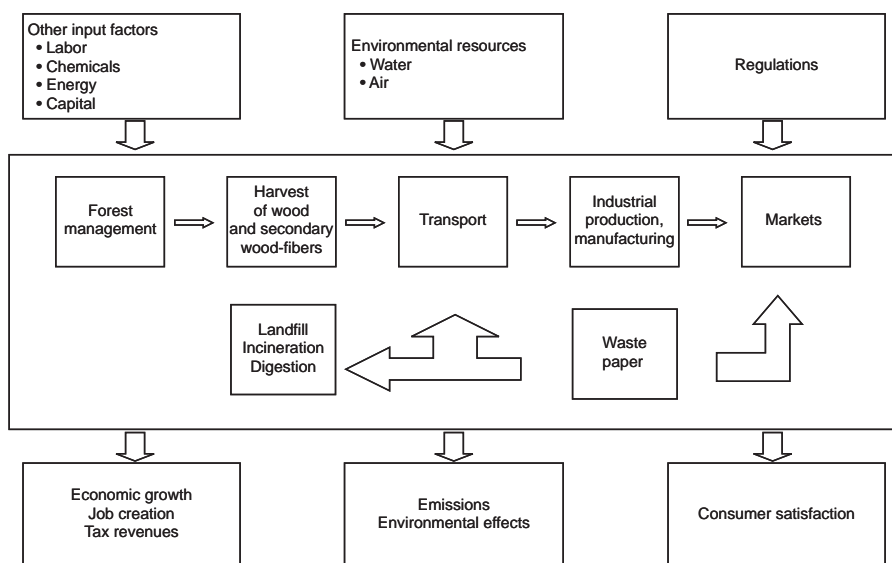 Other input factors
• Labor
• Chemicals
• Energy
• Capital
Environmental resources
• Water
• Air
Regulations
Forest
management
Harvest
of wood
and secondary
wood-fibers
Transport
Industrial
production,
manufacturing
Markets
Landfill
Incineration
Digestion
Waste
paper
Economic growth
Job creation
Tax revenues
Emissions
Environmental effects
Consumer satisfaction